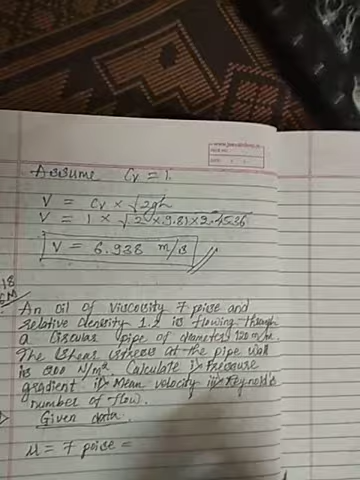 Assume Cv = 1.
V = Cv × √2gh
V = 1 × √2 × 9.81 × 2.4536
V = 6.938 m/s
18
An oil of viscosity 7 poise and
relative density 1.2 is flowing through
a circular pipe of diameter 120 mm.
The shear stress at the pipe wall
is 300 N/m². Calculate i> Pressure
gradient ii> Mean velocity iii> Reynold's
number of flow.
Given data.
μ = 7 poise =